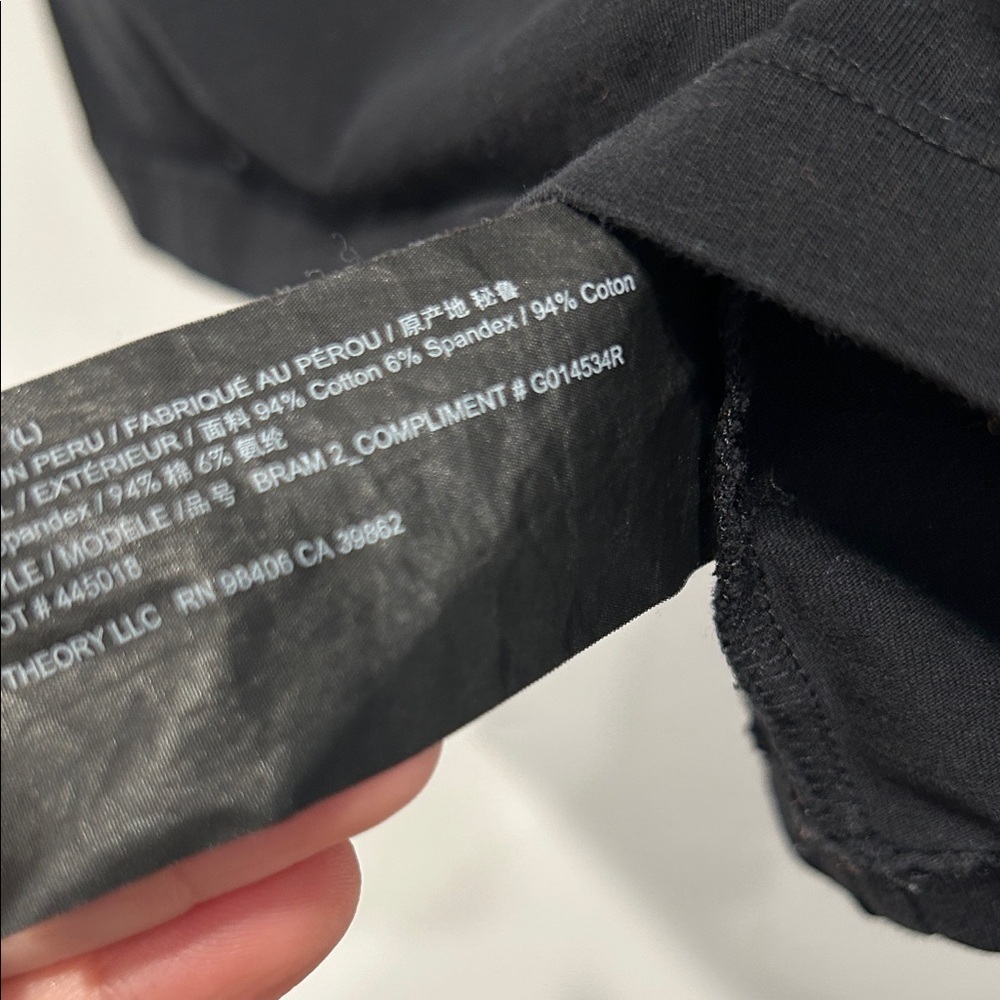 (L)
IN PERU / FABRIQUÉ AU PÉROU / 原产地 秘鲁
L / EXTÉRIEUR / 面料 94% Cotton 6% Spandex / 94% Coton
Spandex / 94% 棉 6% 氨纶
YLE / MODÈLE / 品号 BRAM 2_COMPLIMENT # G014534R
OT # 445018
THEORY LLC RN 98406 CA 39862